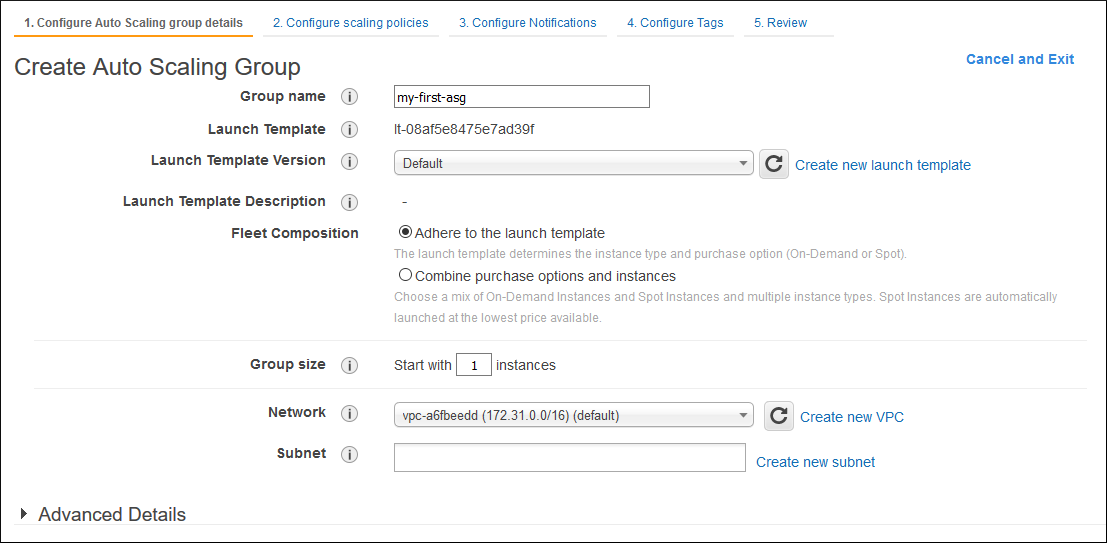 1. Configure Auto Scaling group details 2. Configure scaling policies 3. Configure Notifications 4. Configure Tags 5. Review
Cancel and Exit
Create Auto Scaling Group
Group name i my-first-asg
Launch Template i lt-08af5e8475e7ad39f
Launch Template Version i Default Create new launch template
Launch Template Description i -
Fleet Composition Adhere to the launch template
The launch template determines the instance type and purchase option (On-Demand or Spot).
Combine purchase options and instances
Choose a mix of On-Demand Instances and Spot Instances and multiple instance types. Spot Instances are automatically
launched at the lowest price available.
Group size i Start with 1 instances
Network i vpc-a6fbeedd (172.31.0.0/16) (default) Create new VPC
Subnet i Create new subnet
Advanced Details